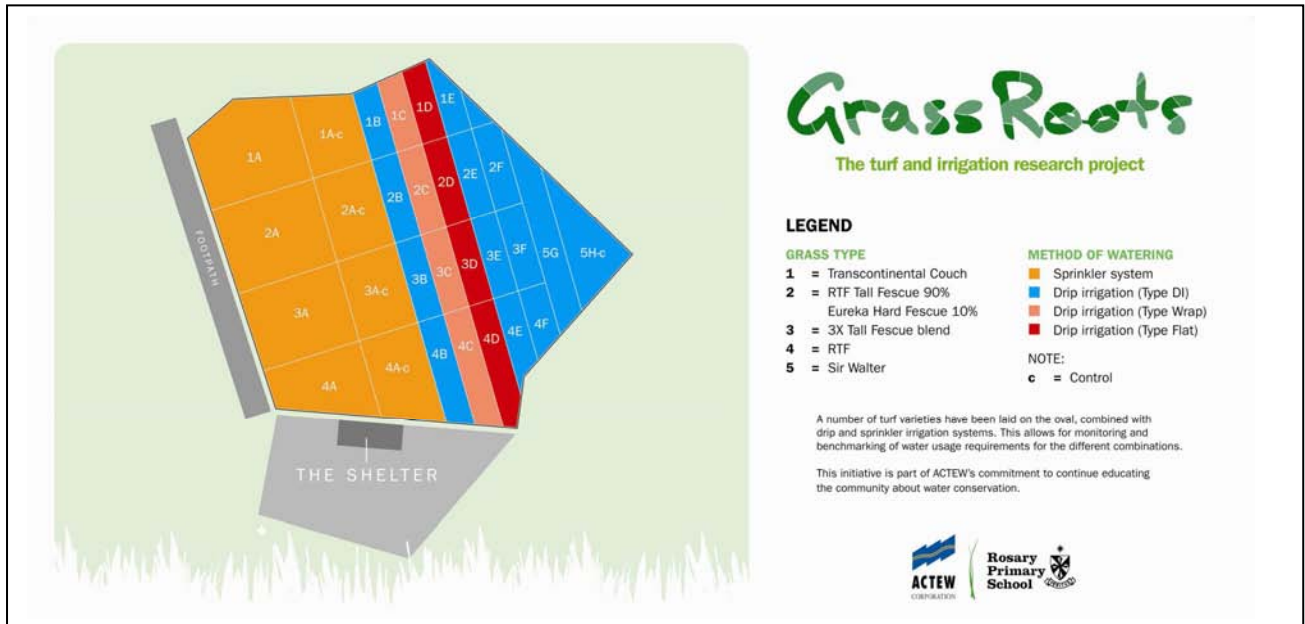 GrassRoots
The turf and irrigation research project
1A
1A-c
1B
1C
1D
1E
2A
2A-c
2B
2C
2D
2E
2F
3A
3A-c
3B
3C
3D
3E
3F
5G
5H-c
4A
4A-c
4B
4C
4D
4E
4F
FOOTPATH
THE SHELTER
LEGEND
GRASS TYPE
1 = Transcontinental Couch
2 = RTF Tall Fescue 90%
Eureka Hard Fescue 10%
3 = 3X Tall Fescue blend
4 = RTF
5 = Sir Walter
METHOD OF WATERING
Sprinkler system
Drip irrigation (Type DI)
Drip irrigation (Type Wrap)
Drip irrigation (Type Flat)
NOTE:
c = Control
A number of turf varieties have been laid on the oval, combined with
drip and sprinkler irrigation systems. This allows for monitoring and
benchmarking of water usage requirements for the different combinations.
This initiative is part of ACTEW's commitment to continue educating
the community about water conservation.
ACTEW
CORPORATION
Rosary
Primary
School